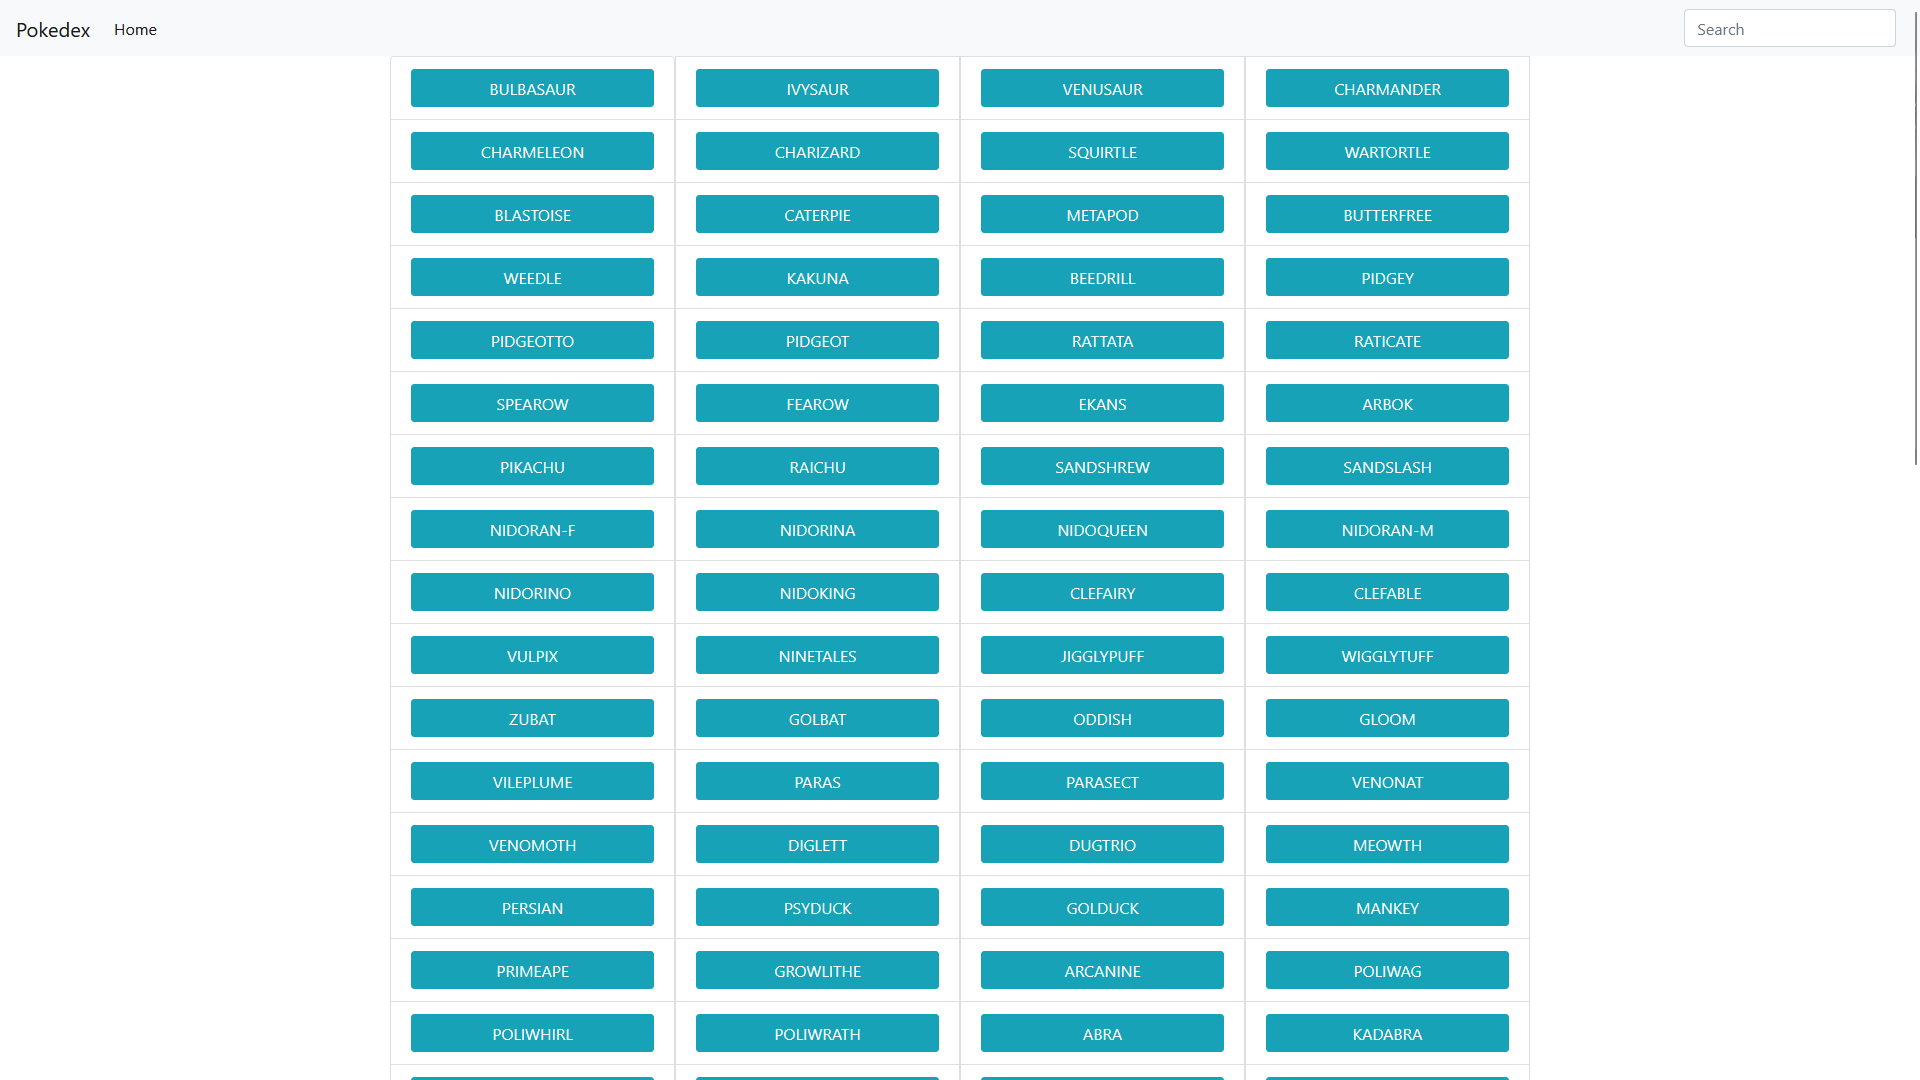 Pokedex Home Search
BULBASAUR IVYSAUR VENUSAUR CHARMANDER
CHARMELEON CHARIZARD SQUIRTLE WARTORTLE
BLASTOISE CATERPIE METAPOD BUTTERFREE
WEEDLE KAKUNA BEEDRILL PIDGEY
PIDGEOTTO PIDGEOT RATTATA RATICATE
SPEAROW FEAROW EKANS ARBOK
PIKACHU RAICHU SANDSHREW SANDSLASH
NIDORAN-F NIDORINA NIDOQUEEN NIDORAN-M
NIDORINO NIDOKING CLEFAIRY CLEFABLE
VULPIX NINETALES JIGGLYPUFF WIGGLYTUFF
ZUBAT GOLBAT ODDISH GLOOM
VILEPLUME PARAS PARASECT VENONAT
VENOMOTH DIGLETT DUGTRIO MEOWTH
PERSIAN PSYDUCK GOLDUCK MANKEY
PRIMEAPE GROWLITHE ARCANINE POLIWAG
POLIWHIRL POLIWRATH ABRA KADABRA